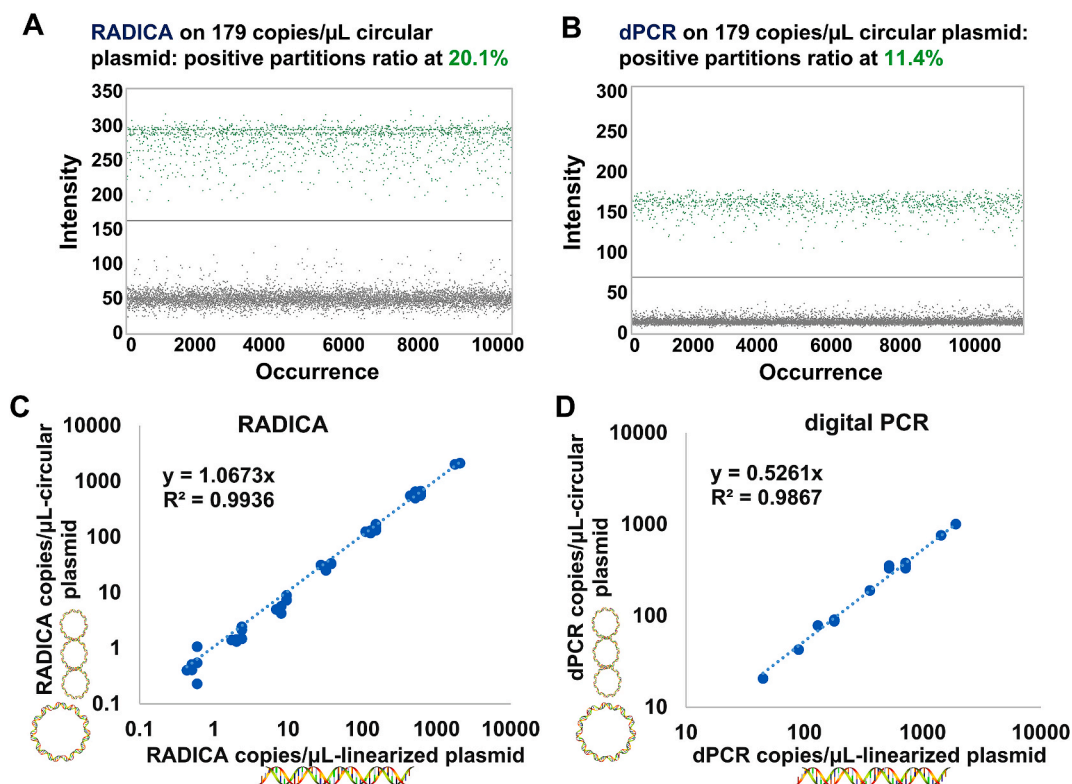 A
RADICA on 179 copies/μL circular
plasmid: positive partitions ratio at 20.1%
350
300
250
200
150
100
50
0
Intensity
0 2000 4000 6000 8000 10000
Occurrence
B
dPCR on 179 copies/μL circular plasmid:
positive partitions ratio at 11.4%
300
250
200
150
100
50
0
Intensity
0 2000 4000 6000 8000 10000
Occurrence
C
RADICA
y = 1.0673x
R² = 0.9936
10000
1000
100
10
1
0.1
RADICA copies/μL-circular
plasmid
0.1 1 10 100 1000 10000
RADICA copies/μL-linearized plasmid
D
digital PCR
y = 0.5261x
R² = 0.9867
10000
1000
100
10
dPCR copies/μL-circular
plasmid
10 100 1000 10000
dPCR copies/μL-linearized plasmid